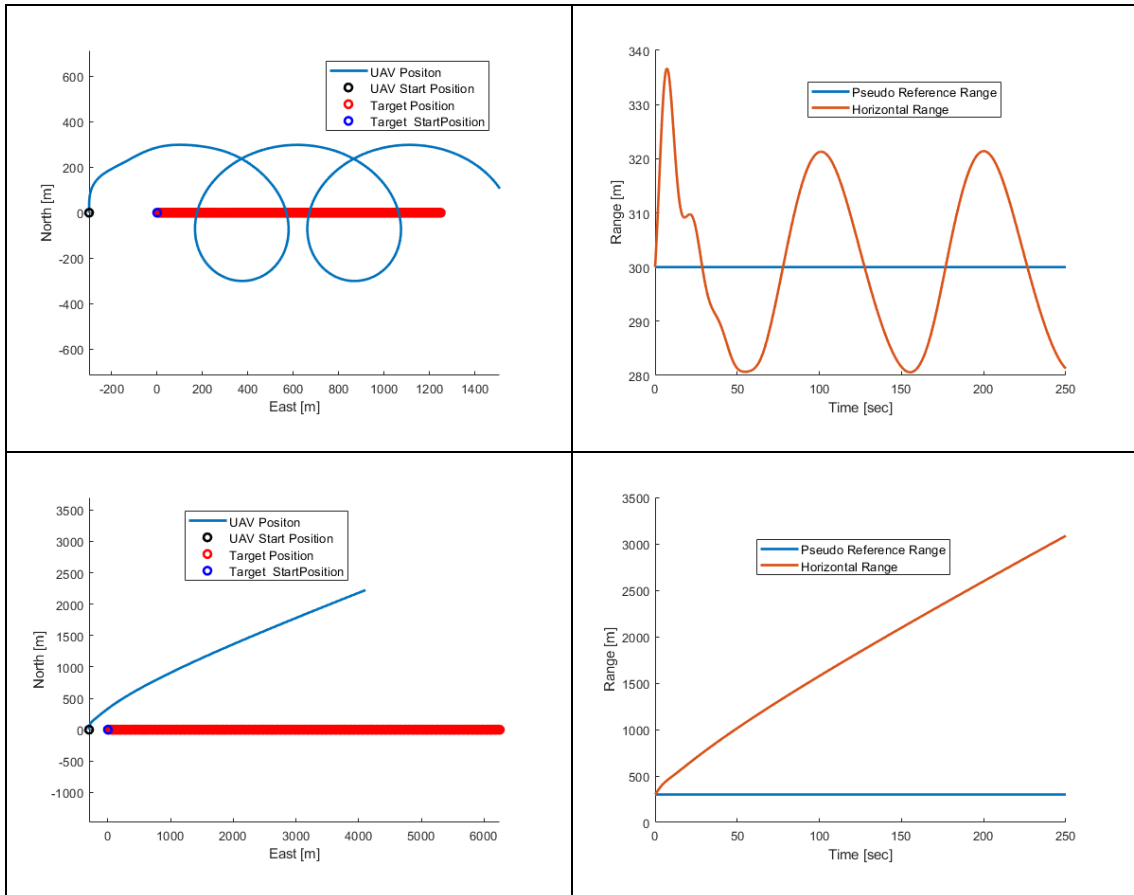 UAV Positon
UAV Start Position
Target Position
Target StartPosition
600
400
200
0
-200
-400
-600
North [m]
-200 0 200 400 600 800 1000 1200 1400
East [m]
Pseudo Reference Range
Horizontal Range
340
330
320
310
300
290
280
Range [m]
0 50 100 150 200 250
Time [sec]
UAV Positon
UAV Start Position
Target Position
Target StartPosition
3500
3000
2500
2000
1500
1000
500
0
-500
-1000
North [m]
0 1000 2000 3000 4000 5000 6000
East [m]
Pseudo Reference Range
Horizontal Range
3500
3000
2500
2000
1500
1000
500
0
Range [m]
0 50 100 150 200 250
Time [sec]